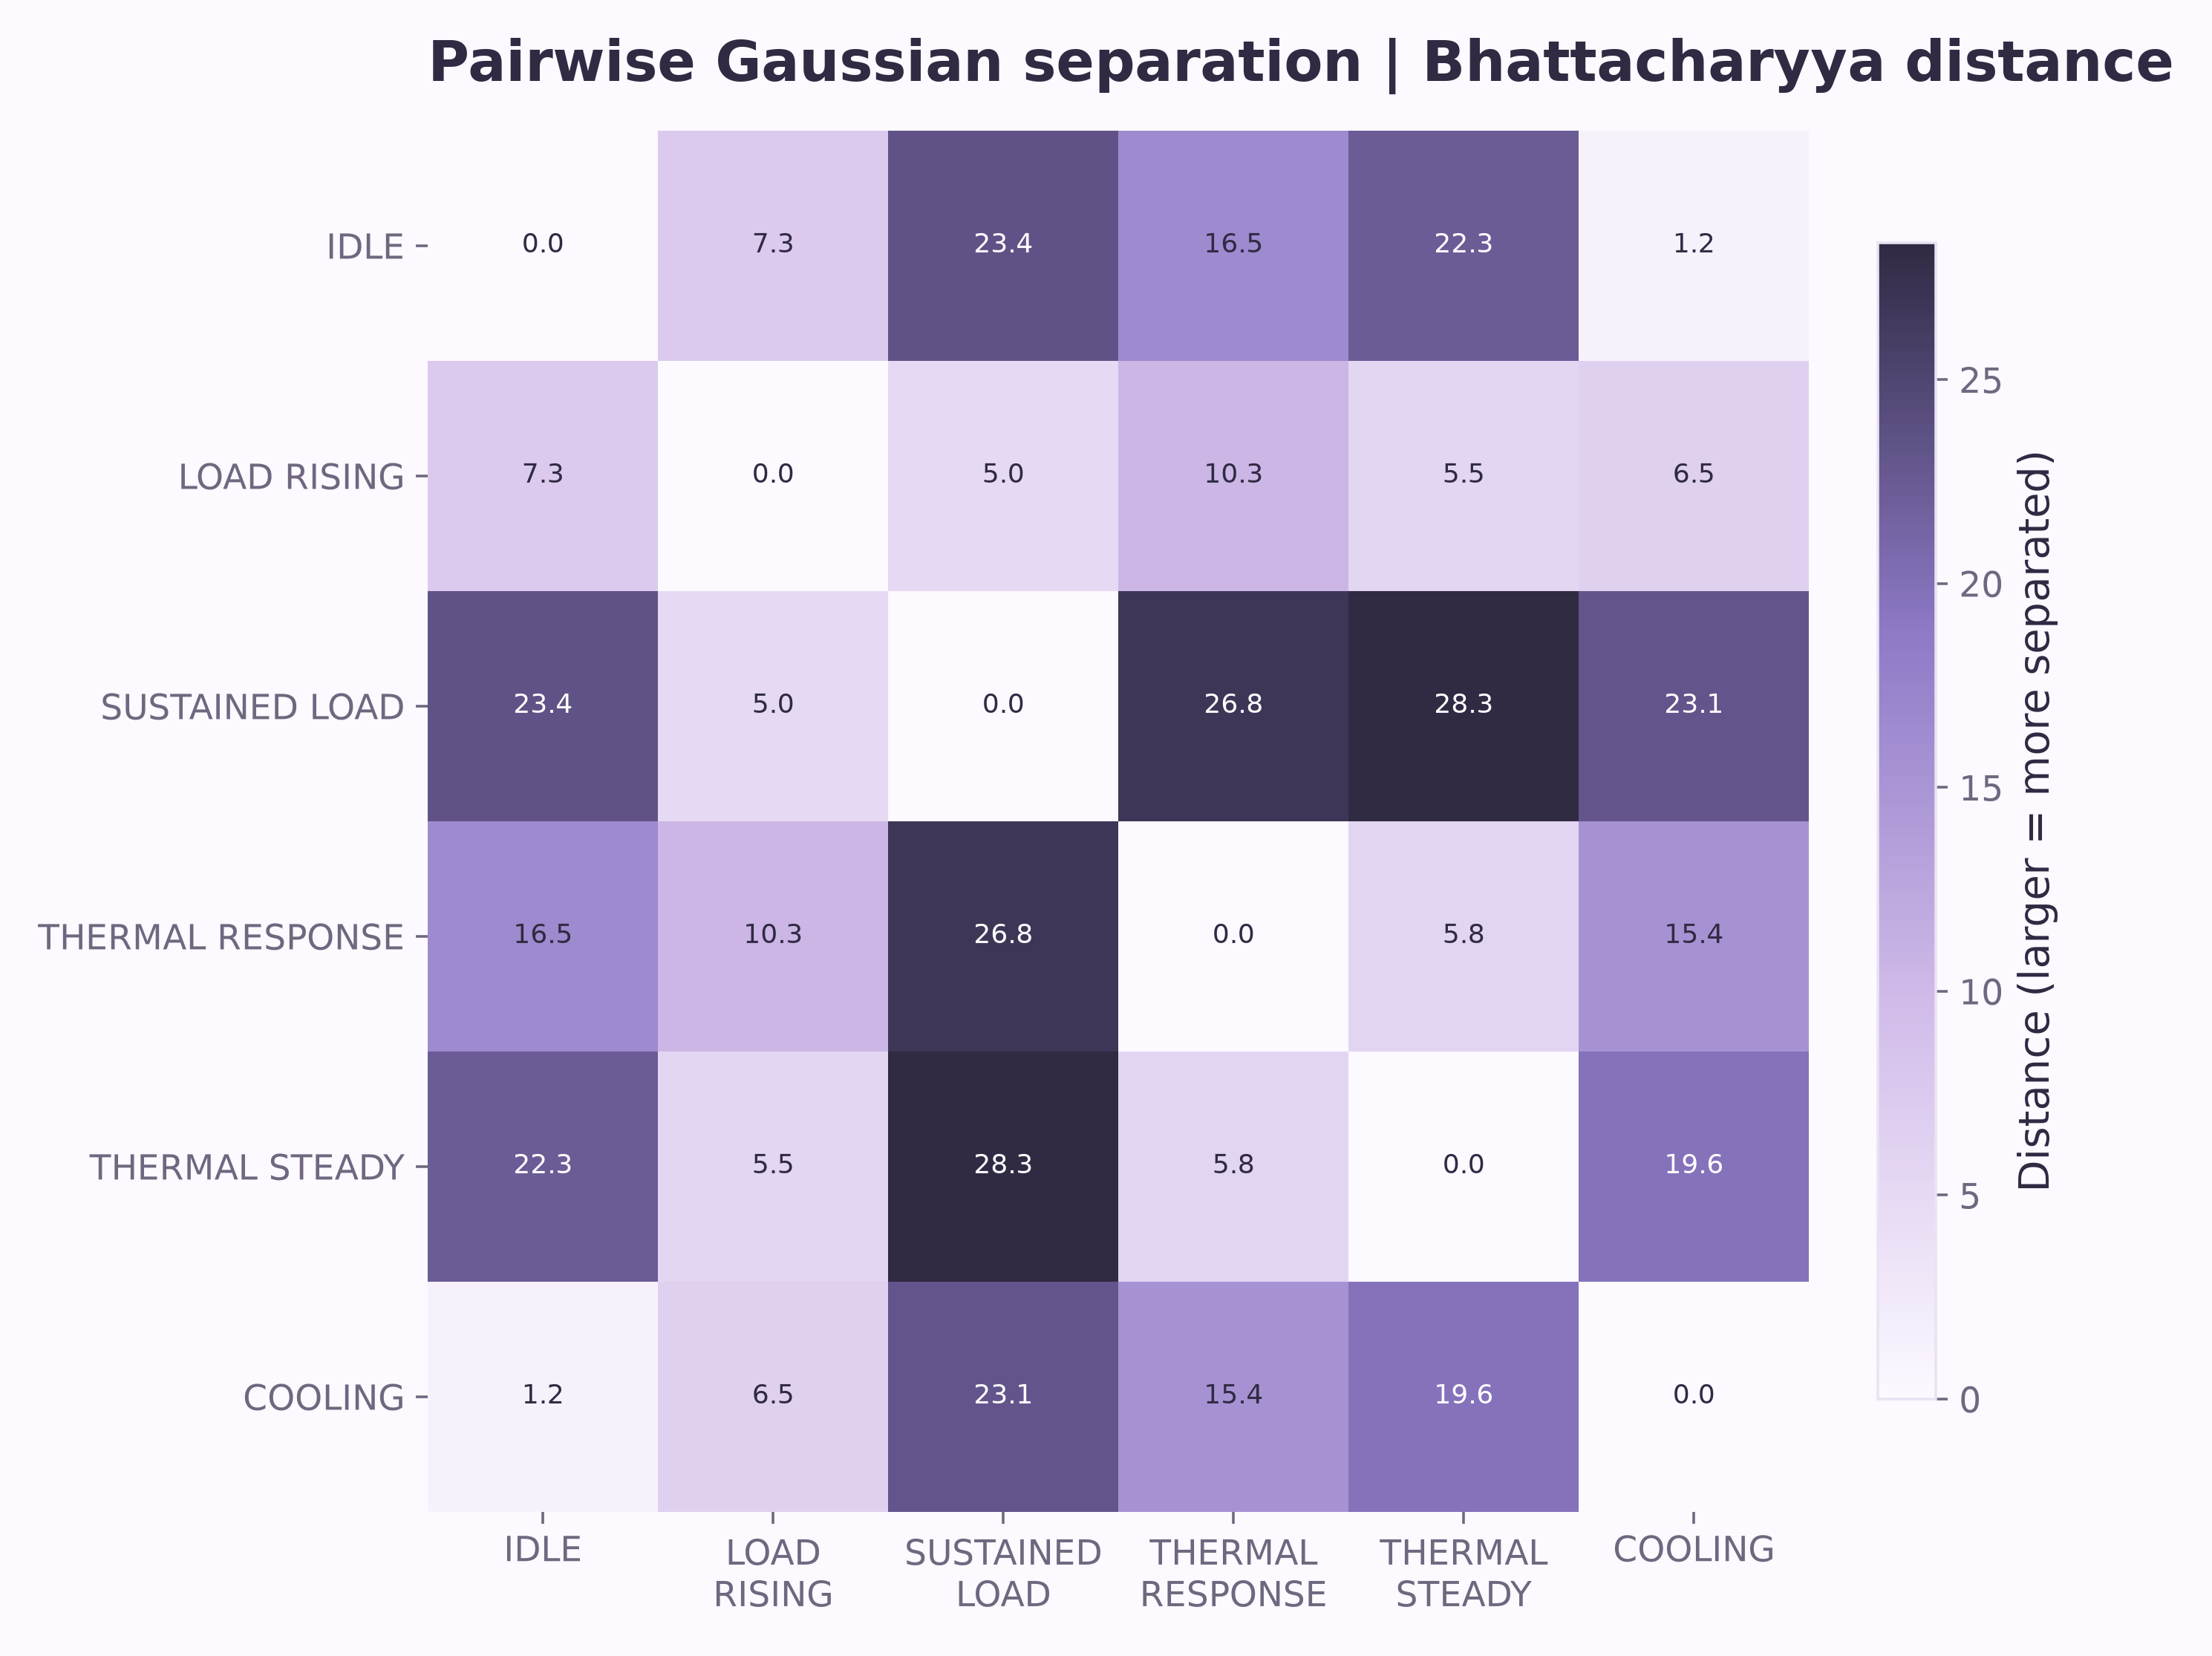 Pairwise Gaussian separation | Bhattacharyya distance
IDLE
0.0 7.3 23.4 16.5 22.3 1.2
LOAD RISING
7.3 0.0 5.0 10.3 5.5 6.5
SUSTAINED LOAD
23.4 5.0 0.0 26.8 28.3 23.1
THERMAL RESPONSE
16.5 10.3 26.8 0.0 5.8 15.4
THERMAL STEADY
22.3 5.5 28.3 5.8 0.0 19.6
COOLING
1.2 6.5 23.1 15.4 19.6 0.0
IDLE
LOAD
RISING
SUSTAINED
LOAD
THERMAL
RESPONSE
THERMAL
STEADY
COOLING
25
20
15
10
5
0
Distance (larger = more separated)